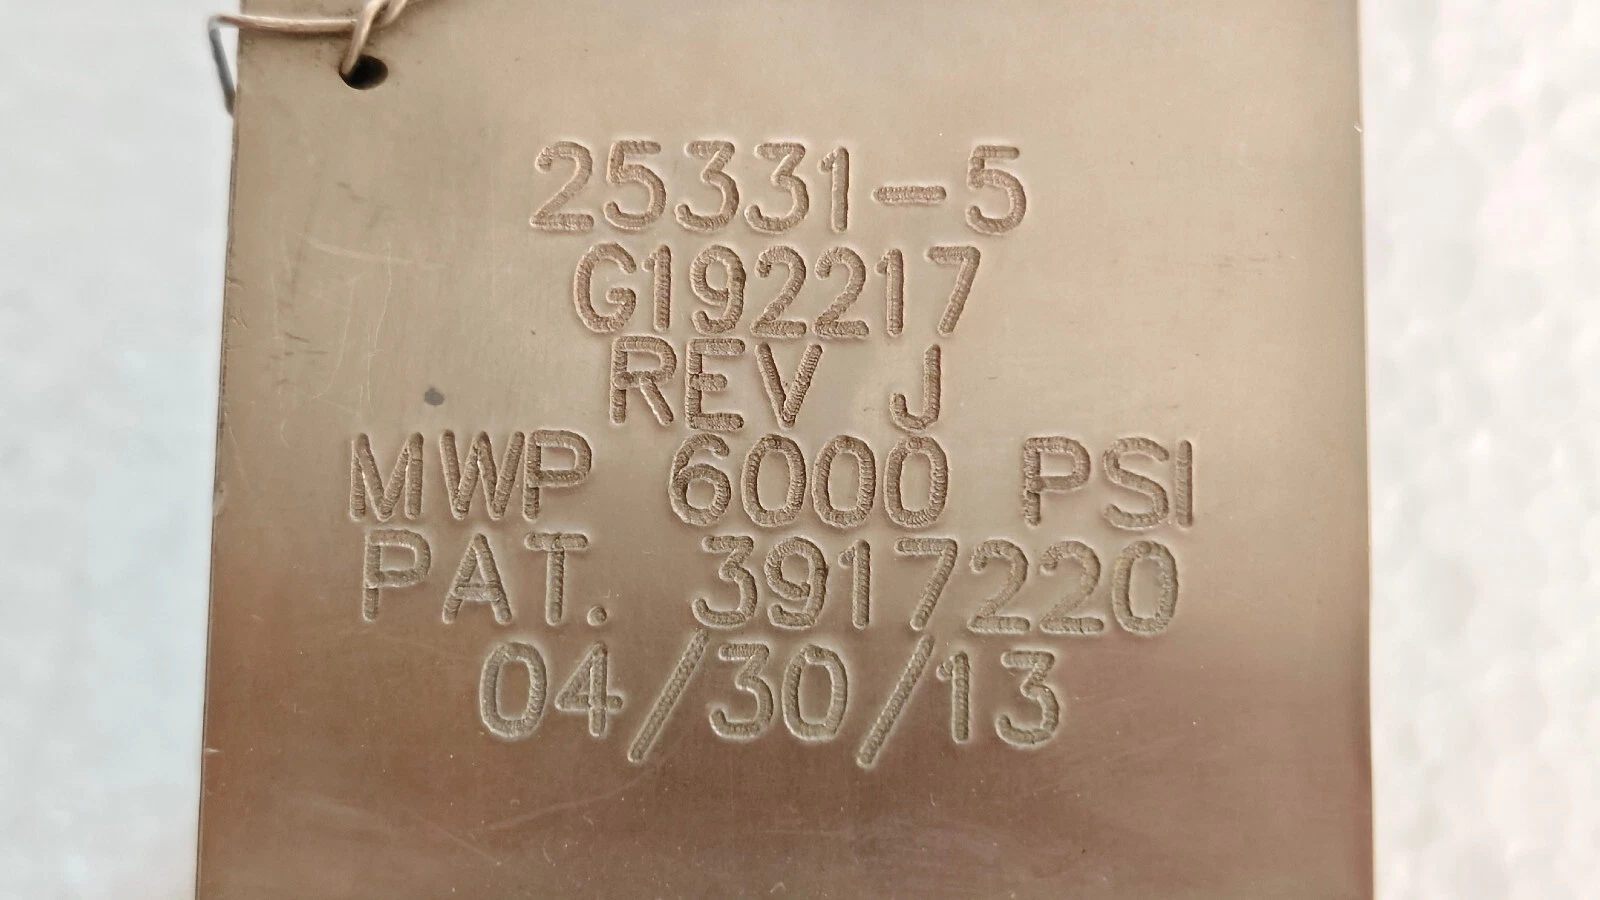 25331-5
G192217
REV J
MWP 6000 PSI
PAT. 3917220
04/30/13